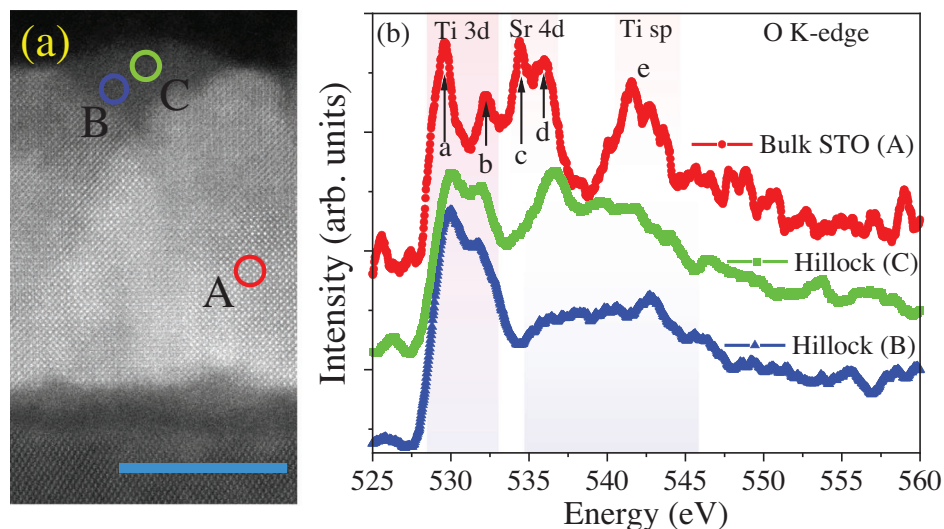 (a)
B
C
A
(b)
Ti 3d
Sr 4d
Ti sp
O K-edge
a
b
c
d
e
Bulk STO (A)
Hillock (C)
Hillock (B)
Intensity (arb. units)
525 530 535 540 545 550 555 560
Energy (eV)